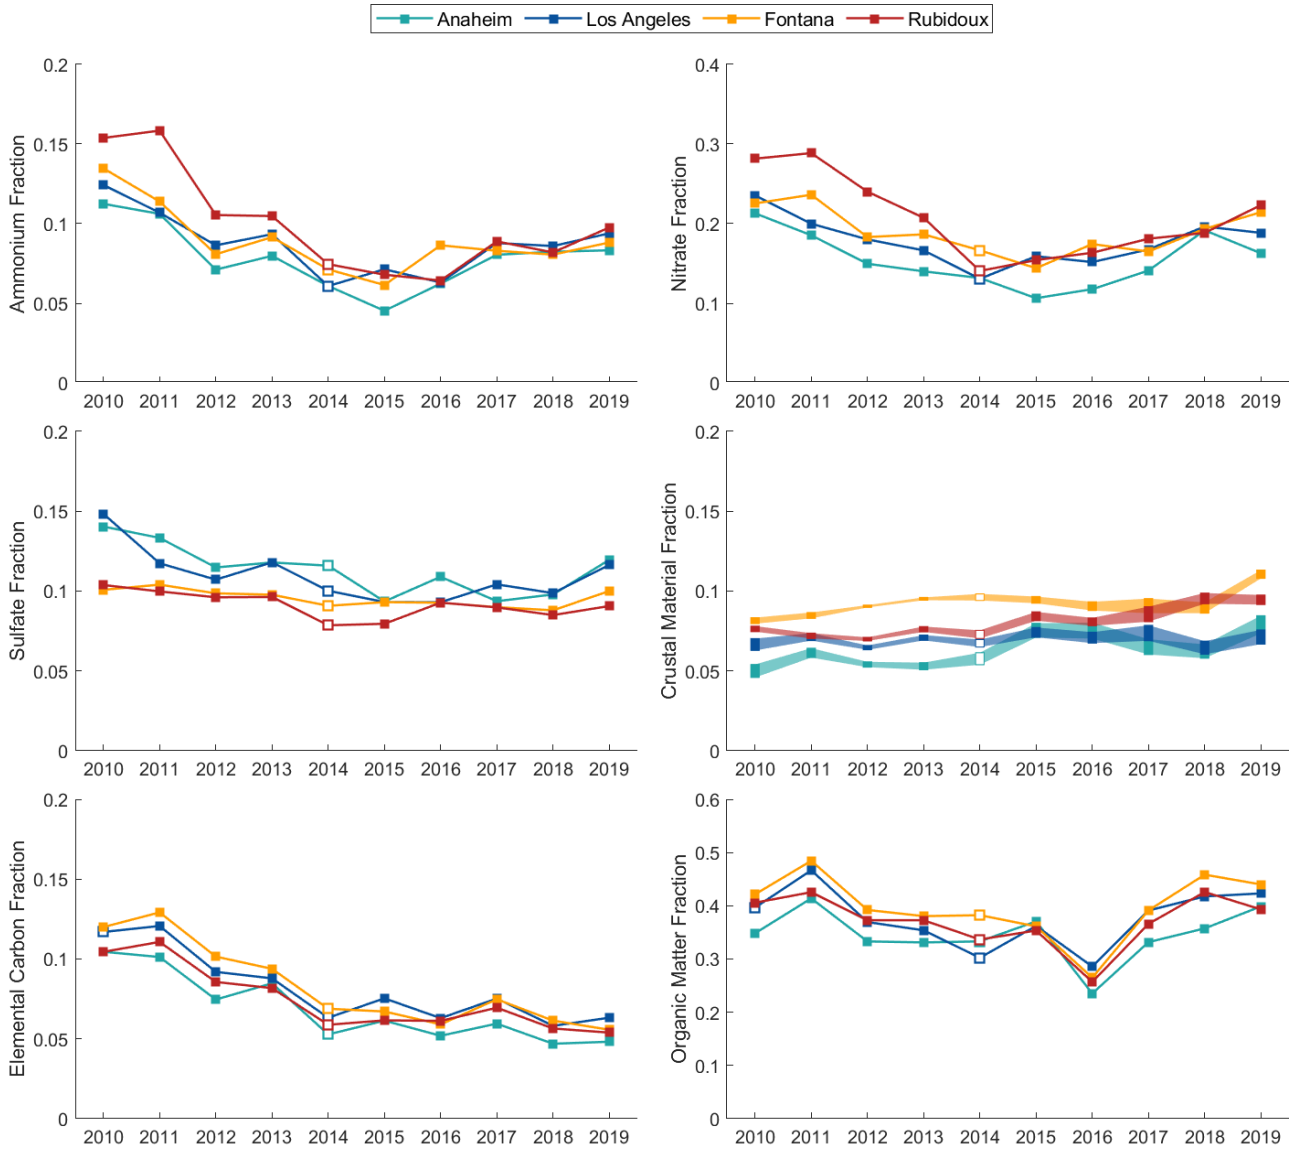 Anaheim Los Angeles Fontana Rubidoux
Ammonium Fraction
0.2
0.15
0.1
0.05
0
2010 2011 2012 2013 2014 2015 2016 2017 2018 2019
Nitrate Fraction
0.4
0.3
0.2
0.1
0
2010 2011 2012 2013 2014 2015 2016 2017 2018 2019
Sulfate Fraction
0.2
0.15
0.1
0.05
0
2010 2011 2012 2013 2014 2015 2016 2017 2018 2019
Crustal Material Fraction
0.2
0.15
0.1
0.05
0
2010 2011 2012 2013 2014 2015 2016 2017 2018 2019
Elemental Carbon Fraction
0.2
0.15
0.1
0.05
0
2010 2011 2012 2013 2014 2015 2016 2017 2018 2019
Organic Matter Fraction
0.6
0.5
0.4
0.3
0.2
0.1
0
2010 2011 2012 2013 2014 2015 2016 2017 2018 2019